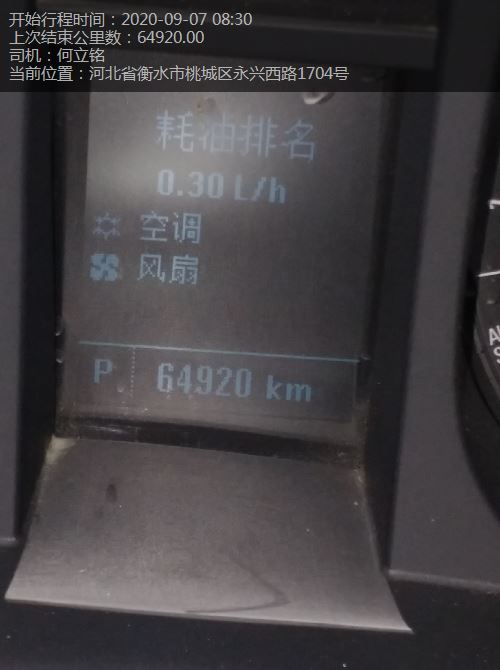 开始行程时间：2020-09-07 08:30
上次结束公里数：64920.00
司机：何立铭
当前位置：河北省衡水市桃城区永兴西路1704号
耗油排名
0.30 L/h
空调
风扇
P 64920 km